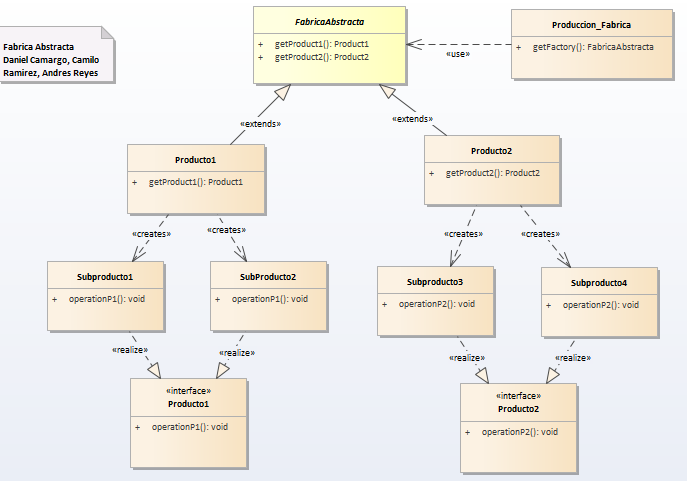 FabricaAbstracta
+ getProduct1(): Product1
+ getProduct2(): Product2
Produccion_Fabrica
+ getFactory(): FabricaAbstracta
«use»
Fabrica Abstracta
Daniel Camargo, Camilo
Ramirez, Andres Reyes
«extends»
«extends»
Producto1
+ getProduct1(): Product1
Producto2
+ getProduct2(): Product2
«creates»
«creates»
«creates»
«creates»
Subproducto1
+ operationP1(): void
SubProducto2
+ operationP1(): void
Subproducto3
+ operationP2(): void
Subproducto4
+ operationP2(): void
«realize»
«realize»
«realize»
«realize»
«interface»
Producto1
+ operationP1(): void
«interface»
Producto2
+ operationP2(): void